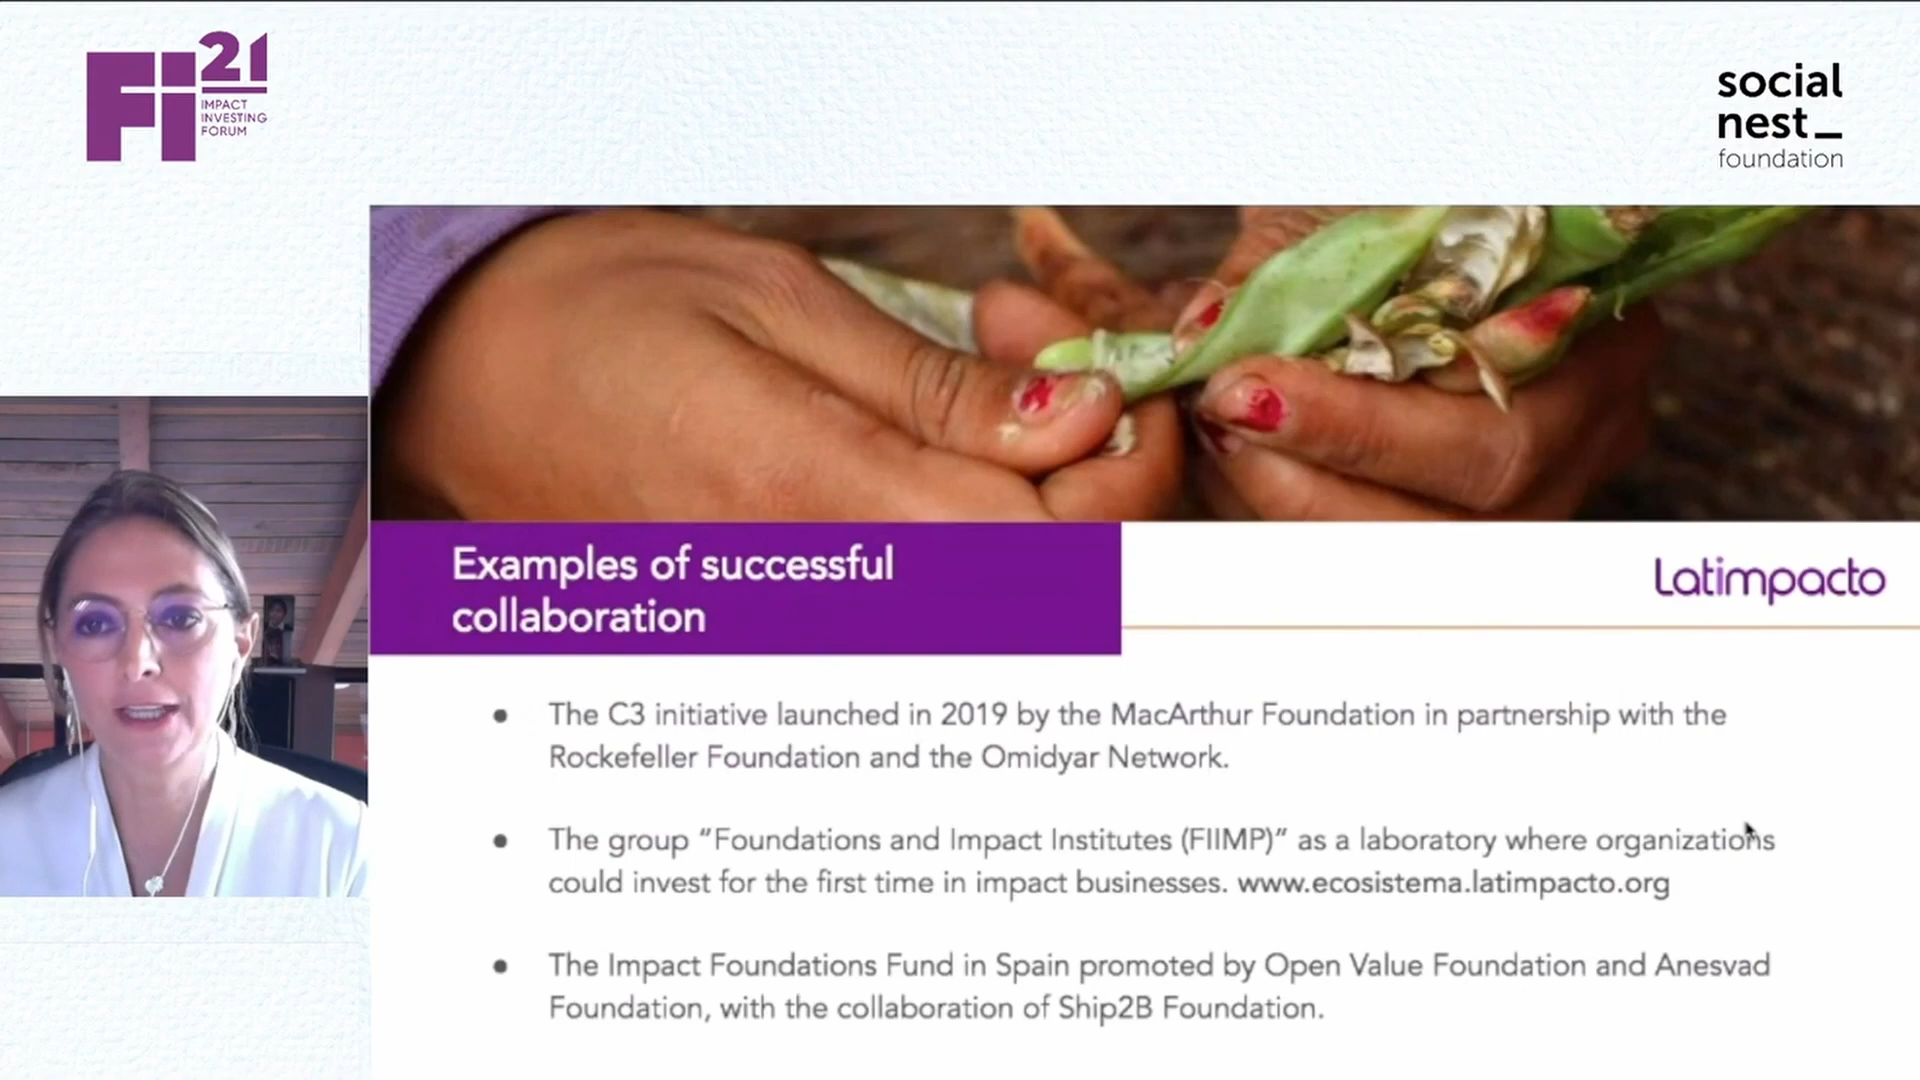 Fi 21
IMPACT
INVESTING
FORUM
social
nest_
foundation
Examples of successful
collaboration
Latimpacto
• The C3 initiative launched in 2019 by the MacArthur Foundation in partnership with the
Rockefeller Foundation and the Omidyar Network.
• The group “Foundations and Impact Institutes (FIIMP)” as a laboratory where organizations
could invest for the first time in impact businesses. www.ecosistema.latimpacto.org
• The Impact Foundations Fund in Spain promoted by Open Value Foundation and Anesvad
Foundation, with the collaboration of Ship2B Foundation.